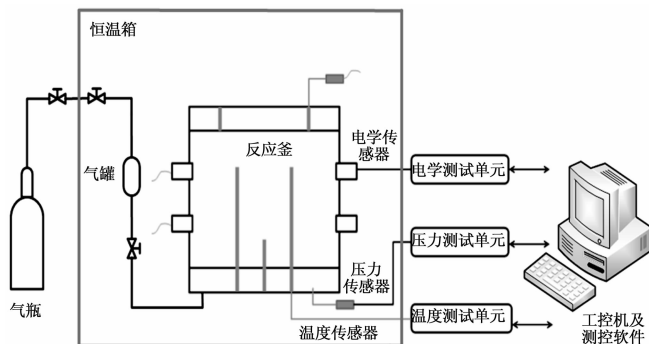 恒温箱
反应釜
电学传
感器
电学测试单元
气罐
压力测试单元
压力
传感器
气瓶
温度传感器
温度测试单元
工控机及
测控软件